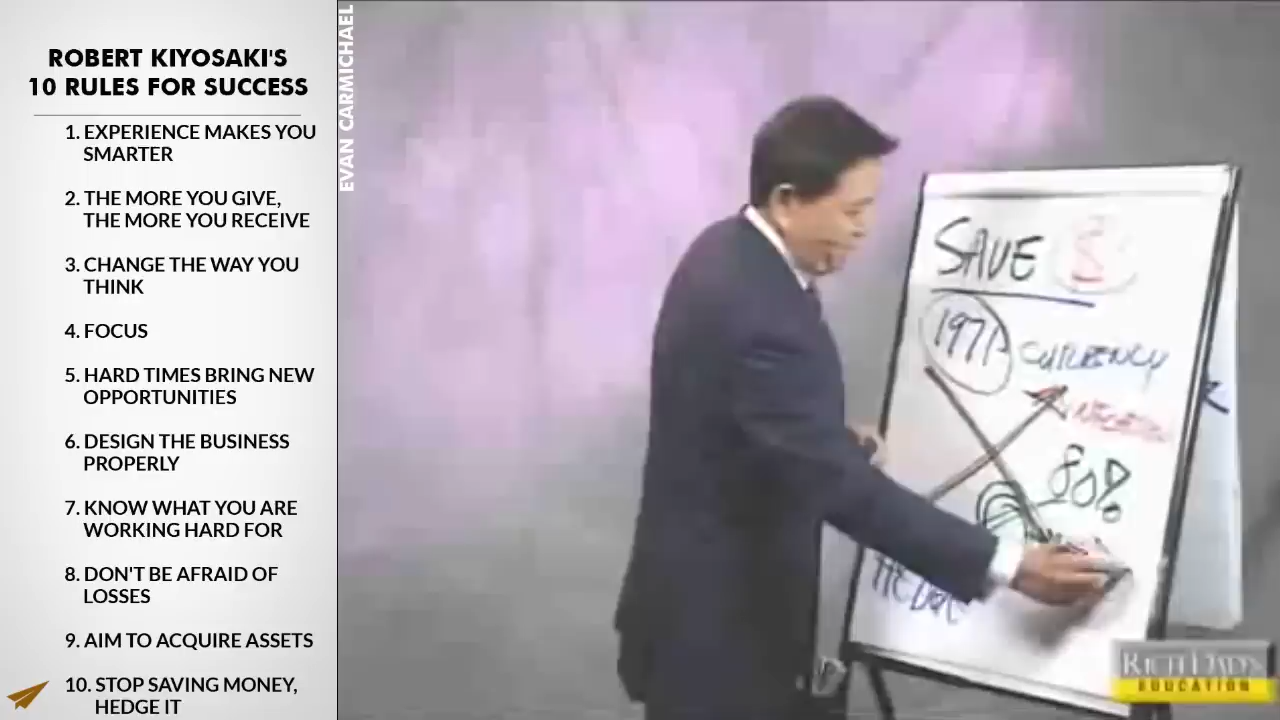 ROBERT KIYOSAKI'S
10 RULES FOR SUCCESS
1. EXPERIENCE MAKES YOU
SMARTER
2. THE MORE YOU GIVE,
THE MORE YOU RECEIVE
3. CHANGE THE WAY YOU
THINK
4. FOCUS
5. HARD TIMES BRING NEW
OPPORTUNITIES
6. DESIGN THE BUSINESS
PROPERLY
7. KNOW WHAT YOU ARE
WORKING HARD FOR
8. DON'T BE AFRAID OF
LOSSES
9. AIM TO ACQUIRE ASSETS
10. STOP SAVING MONEY,
HEDGE IT
EVAN CARMICHAEL
SAVE $
1971
CURRENCY
80%
HEDGE
RICH DAD'S
EDUCATION